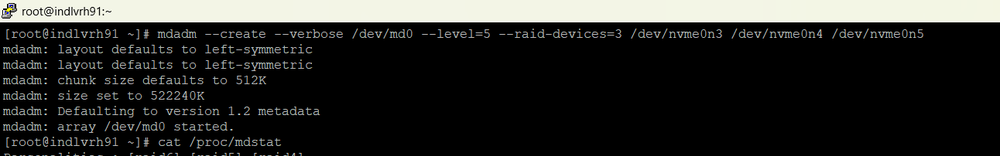 root@indlvrh91:~
[root@indlvrh91 ~]# mdadm --create --verbose /dev/md0 --level=5 --raid-devices=3 /dev/nvme0n3 /dev/nvme0n4 /dev/nvme0n5
mdadm: layout defaults to left-symmetric
mdadm: layout defaults to left-symmetric
mdadm: chunk size defaults to 512K
mdadm: size set to 522240K
mdadm: Defaulting to version 1.2 metadata
mdadm: array /dev/md0 started.
[root@indlvrh91 ~]# cat /proc/mdstat
Personalities : [raid6] [raid5] [raid4]